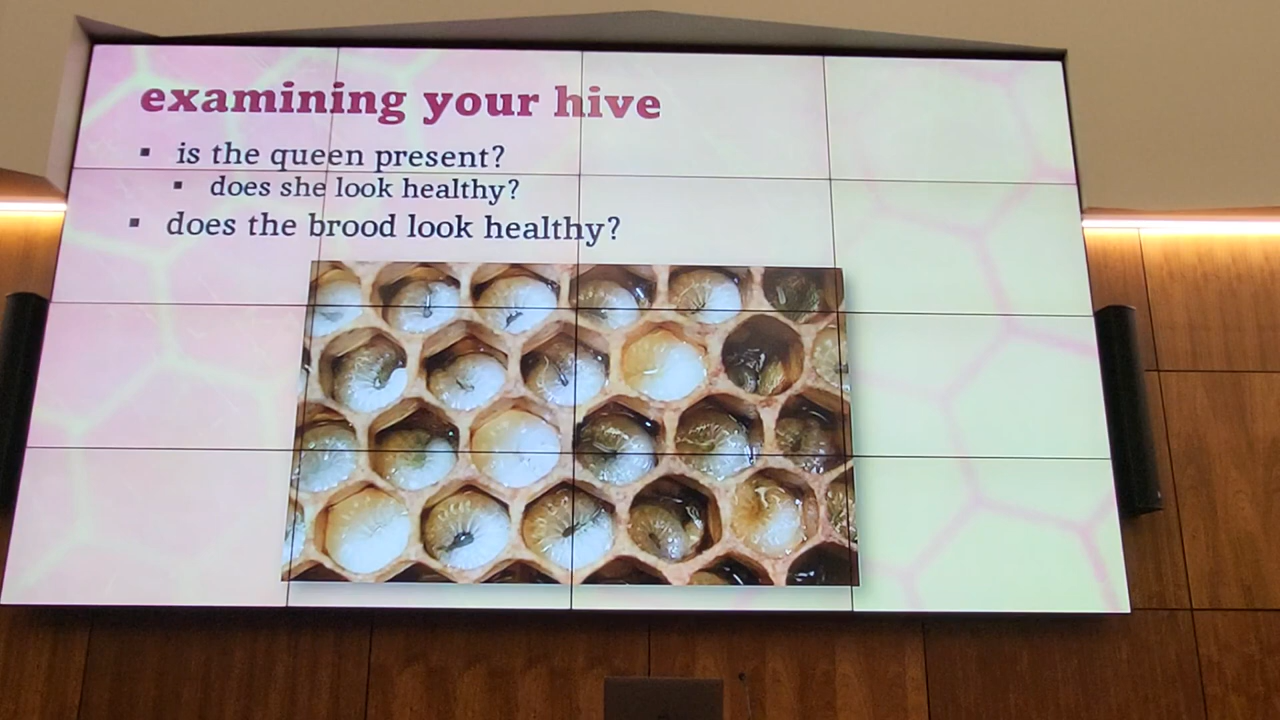 examining your hive
▪ is the queen present?
▪ does she look healthy?
▪ does the brood look healthy?